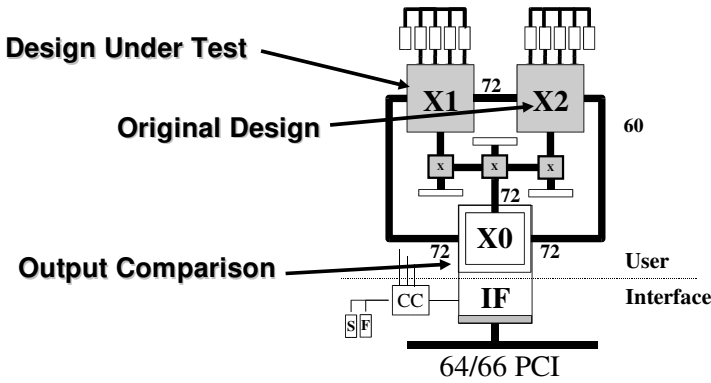 Design Under Test
72
X1
X2
Original Design
60
x
x
x
72
X0
72
72
Output Comparison
User
CC
IF
Interface
S
F
64/66 PCI